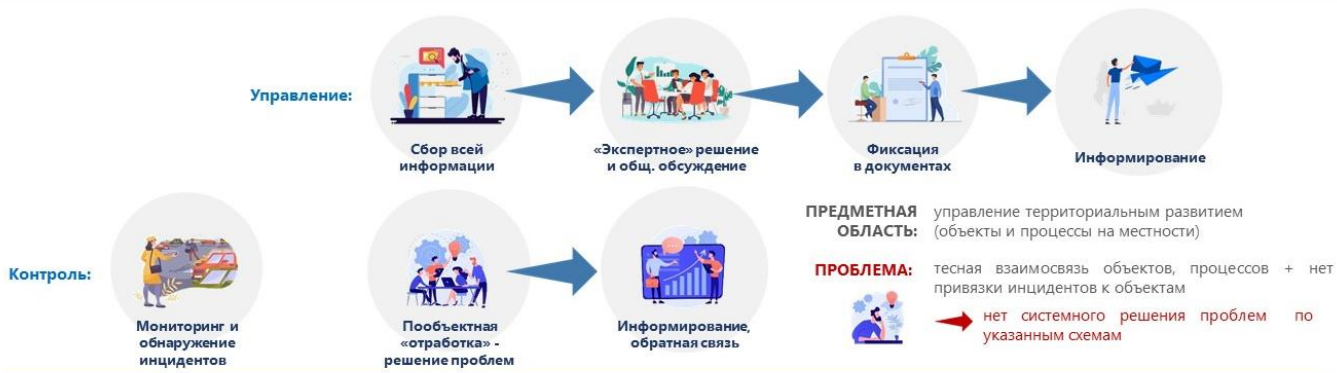 Управление:
Сбор всей
информации
«Экспертное» решение
и общ. обсуждение
Фиксация
в документах
Информирование
Контроль:
Мониторинг и
обнаружение
инцидентов
Пообъектная
«отработка» -
решение проблем
Информирование,
обратная связь
ПРЕДМЕТНАЯ
ОБЛАСТЬ:
управление территориальным развитием
(объекты и процессы на местности)
ПРОБЛЕМА:
тесная взаимосвязь объектов, процессов + нет
привязки инцидентов к объектам
нет системного решения проблем по
указанным схемам